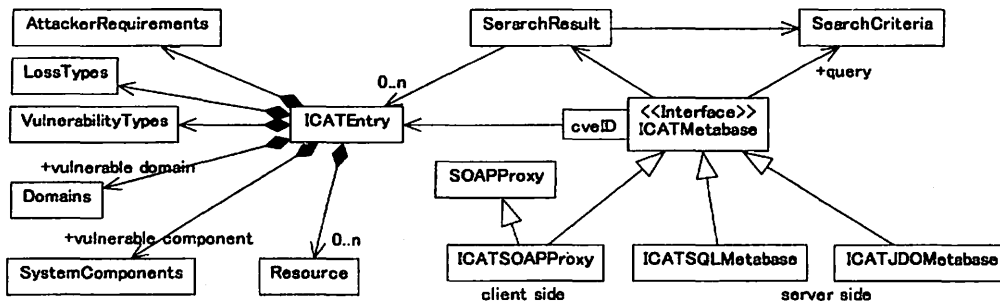 AttackerRequirements
SerarchResult
SearchCriteria
LossTypes
0..n
+query
VulnerabilityTypes
ICATEntry
cveID
<<Interface>>
ICATMetabase
+vulnerable domain
Domains
SOAPProxy
+vulnerable component
0..n
SystemComponents
Resource
ICATSOAPProxy
ICATSQLMetabase
ICATJDOMetabase
client side
server side